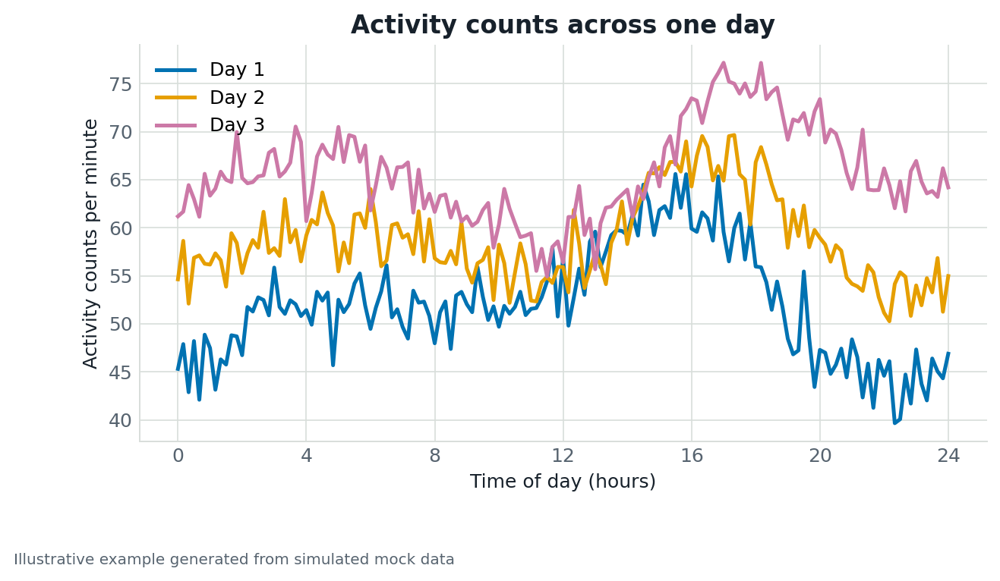 Activity counts across one day
Day 1
Day 2
Day 3
Activity counts per minute
75
70
65
60
55
50
45
40
0 4 8 12 16 20 24
Time of day (hours)
Illustrative example generated from simulated mock data